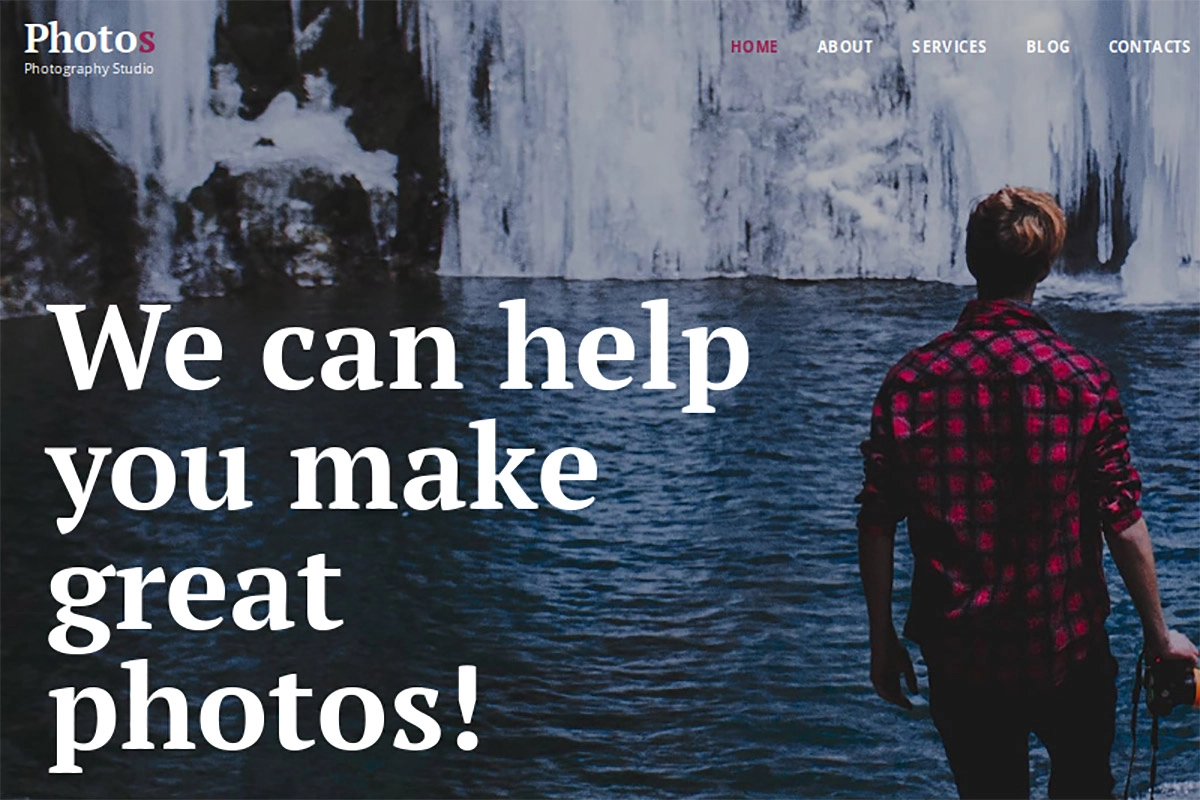 Photos
Photography Studio
HOME ABOUT SERVICES BLOG CONTACTS
We can help
you make
great
photos!